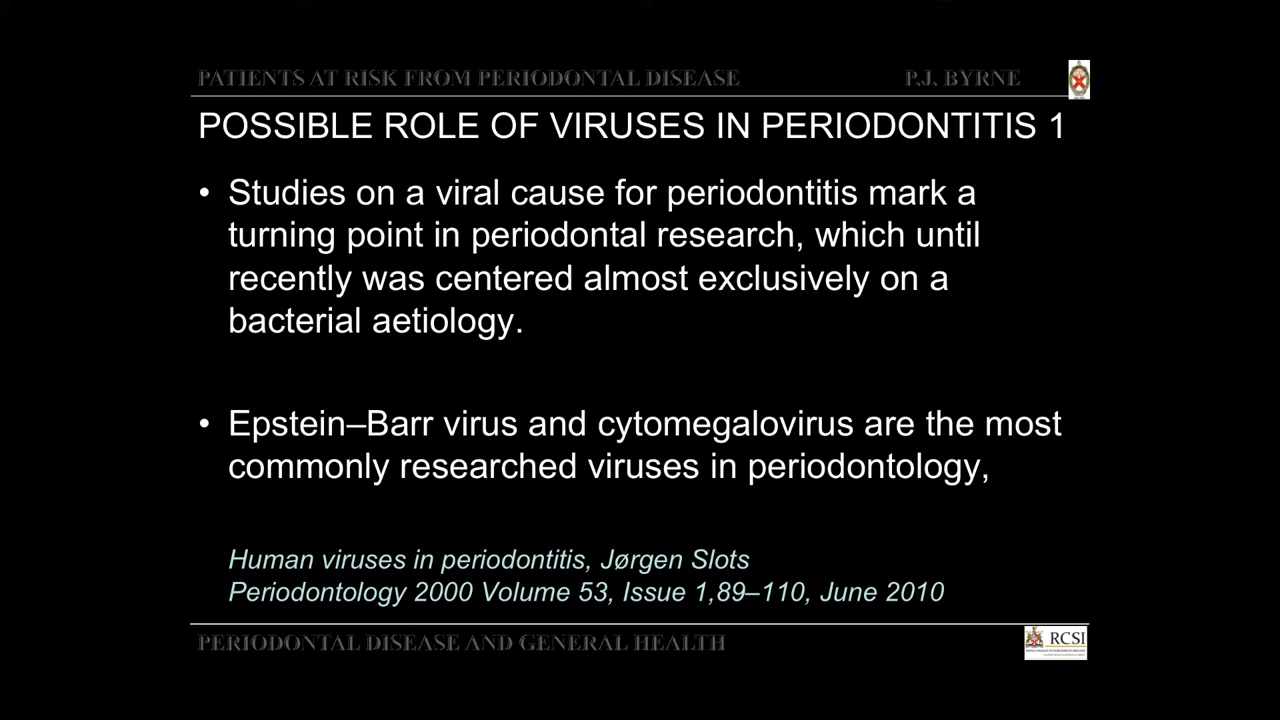 PATIENTS AT RISK FROM PERIODONTAL DISEASE P.J. BYRNE
POSSIBLE ROLE OF VIRUSES IN PERIODONTITIS 1
• Studies on a viral cause for periodontitis mark a
turning point in periodontal research, which until
recently was centered almost exclusively on a
bacterial aetiology.
• Epstein–Barr virus and cytomegalovirus are the most
commonly researched viruses in periodontology,
Human viruses in periodontitis, Jørgen Slots
Periodontology 2000 Volume 53, Issue 1,89–110, June 2010
PERIODONTAL DISEASE AND GENERAL HEALTH
RCSI